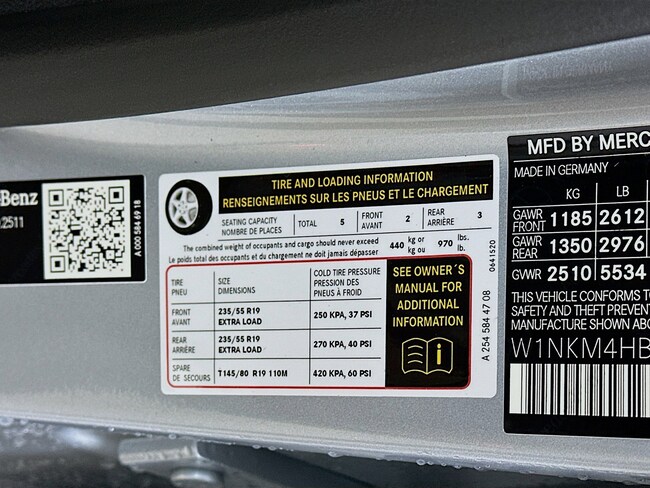 Benz
2511
A 000 584 69 18
TIRE AND LOADING INFORMATION
RENSEIGNEMENTS SUR LES PNEUS ET LE CHARGEMENT
SEATING CAPACITY
NOMBRE DE PLACES
TOTAL 5
FRONT
AVANT
2
REAR
ARRIÈRE
3
The combined weight of occupants and cargo should never exceed
Le poids total des occupants et du chargement ne doit jamais dépasser
440 kg or
kg ou
970 lbs.
lb.
0641520
TIRE
PNEU
SIZE
DIMENSIONS
COLD TIRE PRESSURE
PRESSION DES
PNEUS À FROID
FRONT
AVANT
235/55 R19
EXTRA LOAD
250 KPA, 37 PSI
REAR
ARRIÈRE
235/55 R19
EXTRA LOAD
270 KPA, 40 PSI
SPARE
DE SECOURS
T145/80 R19 110M
420 KPA, 60 PSI
SEE OWNER´S
MANUAL FOR
ADDITIONAL
INFORMATION
A 254 584 47 08
MFD BY MERC
MADE IN GERMANY
KG LB
GAWR
FRONT
1185 2612
GAWR
REAR
1350 2976
GVWR 2510 5534
THIS VEHICLE CONFORMS TO
SAFETY AND THEFT PREVENT
MANUFACTURE SHOWN ABO
W1NKM4HB